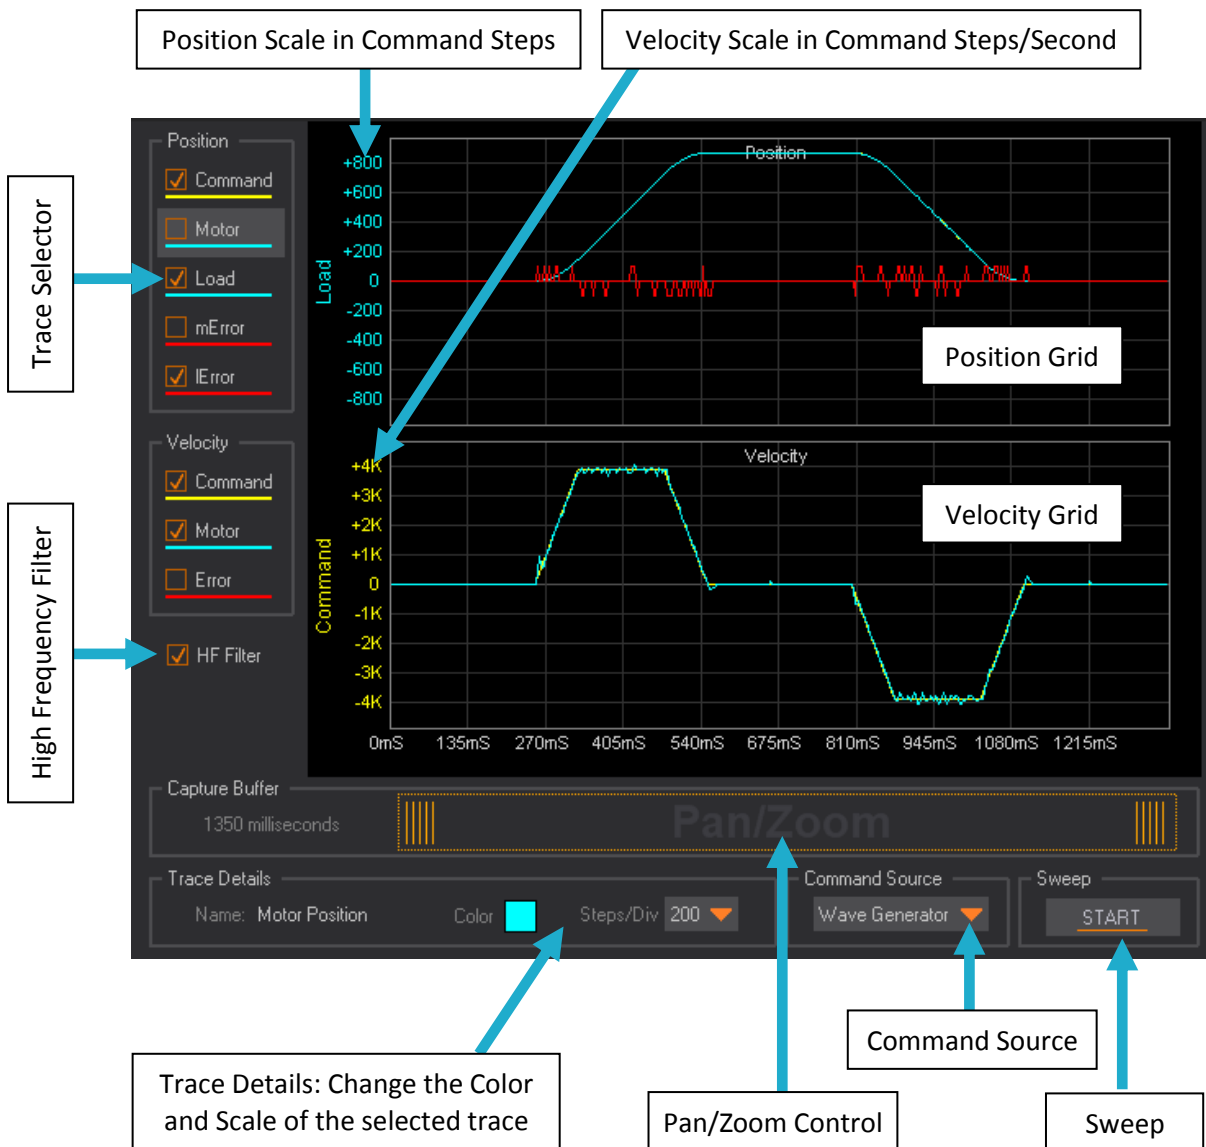 Position Scale in Command Steps
Velocity Scale in Command Steps/Second
Trace Selector
High Frequency Filter
Position
Command
Motor
Load
mError
lError
Velocity
Command
Motor
Error
HF Filter
Position
Load
+800
+600
+400
+200
0
-200
-400
-600
-800
Position Grid
Velocity
Command
+4K
+3K
+2K
+1K
0
-1K
-2K
-3K
-4K
Velocity Grid
0mS 135mS 270mS 405mS 540mS 675mS 810mS 945mS 1080mS 1215mS
Capture Buffer
1350 milliseconds
Pan/Zoom
Trace Details
Name: Motor Position Color Steps/Div 200
Command Source
Wave Generator
Sweep
START
Trace Details: Change the Color
and Scale of the selected trace
Pan/Zoom Control
Command Source
Sweep